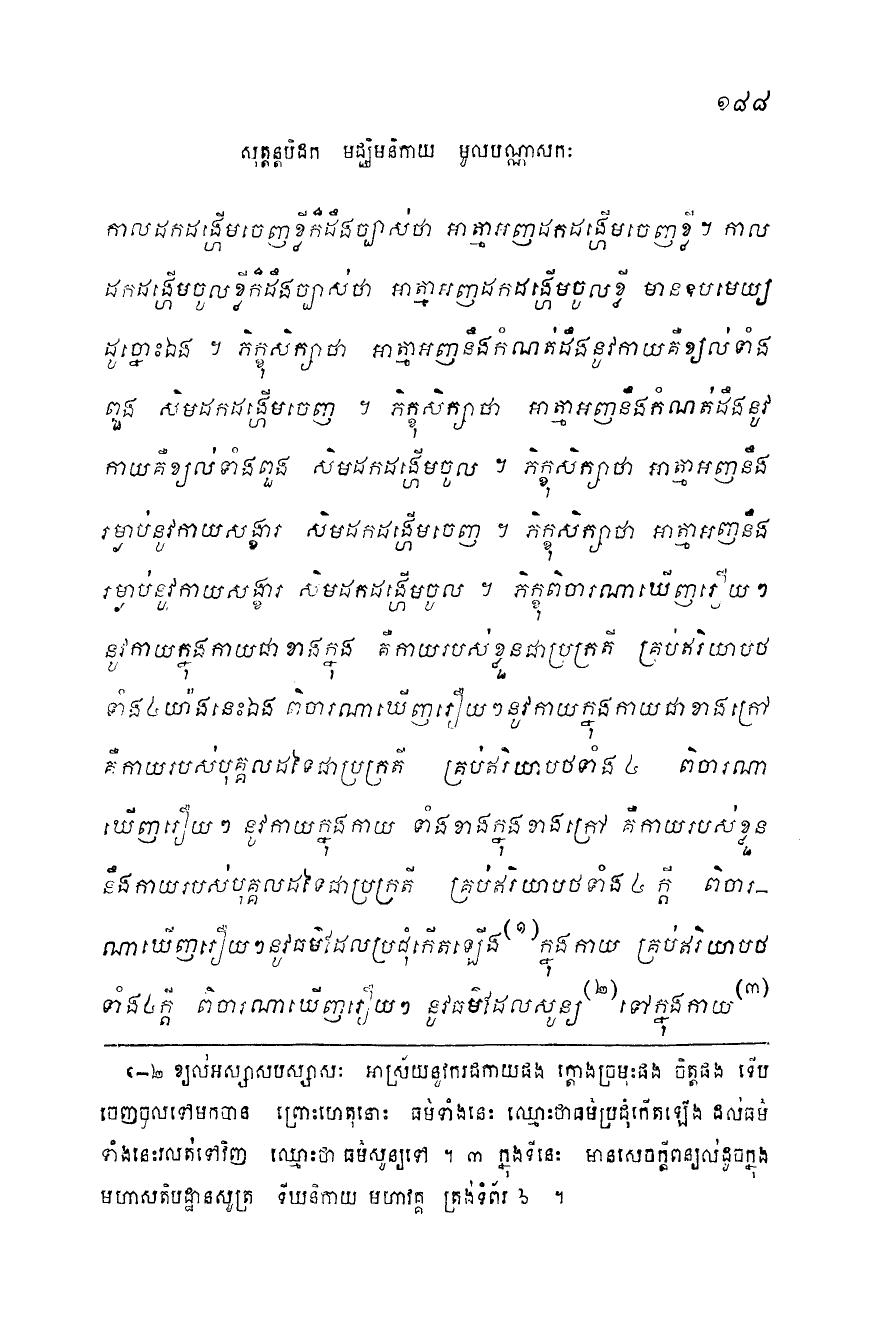 ១៨៨
សុត្តន្តបិដក មជ្ឈិមនិកាយ មូលបណ្ណាសកៈ
កាលដកដង្ហើមចេញខ្លីក៏ដឹងច្បាស់ថា អាត្មាអញដកដង្ហើមចេញខ្លី ។ កាល
ដកដង្ហើមចូលខ្លីក៏ដឹងច្បាស់ថា អាត្មាអញដកដង្ហើមចូលខ្លី មានឧបមេយ្យ
ដូច្នោះឯង ។ ភិក្ខុសិក្សាថា អាត្មាអញនឹងកំណត់ដឹងនូវកាយគឺខ្យល់ទាំង
ពួង សិមដកដង្ហើមចេញ ។ ភិក្ខុសិក្សាថា អាត្មាអញនឹងកំណត់ដឹងនូវ
កាយគឺខ្យល់ទាំងពួង សិមដកដង្ហើមចូល ។ ភិក្ខុសិក្សាថា អាត្មាអញនឹង
រម្ងាប់នូវកាយសង្ខារ សិមដកដង្ហើមចេញ ។ ភិក្ខុសិក្សាថា អាត្មាអញនឹង
រម្ងាប់នូវកាយសង្ខារ សិមដកដង្ហើមចូល ។ ភិក្ខុពិចារណាឃើញរឿយៗ
នូវកាយក្នុងកាយជាខាងក្នុង គឺកាយរបស់ខ្លួនជាប្រក្រតី គ្រប់ឥរិយាបថ
ទាំង៤យ៉ាងនេះឯង ពិចារណាឃើញរឿយៗនូវកាយក្នុងកាយជាខាងក្រៅ
គឺកាយរបស់បុគ្គលដទៃជាប្រក្រតី គ្រប់ឥរិយាបថទាំង៤ ពិចារណា
ឃើញរឿយៗ នូវកាយក្នុងកាយ ទាំងខាងក្នុងខាងក្រៅ គឺកាយរបស់ខ្លួន
នឹងកាយរបស់បុគ្គលដទៃជាប្រក្រតី គ្រប់ឥរិយាបថទាំង៤ ក្តី ពិចារ–
ណាឃើញរឿយៗនូវធម៌ដែលប្រជុំកើតឡើង(១)ក្នុងកាយ គ្រប់ឥរិយាបថ
ទាំង៤ក្តី ពិចារណាឃើញរឿយៗ នូវធម៌ដែលសូន្យ(២)ទៅក្នុងកាយ(៣)
១–២ ខ្យល់អស្សាសបស្សាសៈ អាស្រ័យនូវករជកាយផង ក្តោងច្រមុះផង ចិត្តផង ទើប
ចេញចូលទៅមកបាន ព្រោះហេតុនោះ ធម៌ទាំងនេះ ឈ្មោះថាធម៌ប្រជុំកើតឡើង ដល់ធម៌
ទាំងនេះរលត់ទៅវិញ ឈ្មោះថា ធម៌សូន្យទៅ ។ ៣ ក្នុងទីនេះ មានសេចក្តីពន្យល់ដូចក្នុង
មហាសតិបដ្ឋានសូត្រ ទីឃនិកាយ មហាវគ្គ ត្រង់ទំព័រ ៦ ។